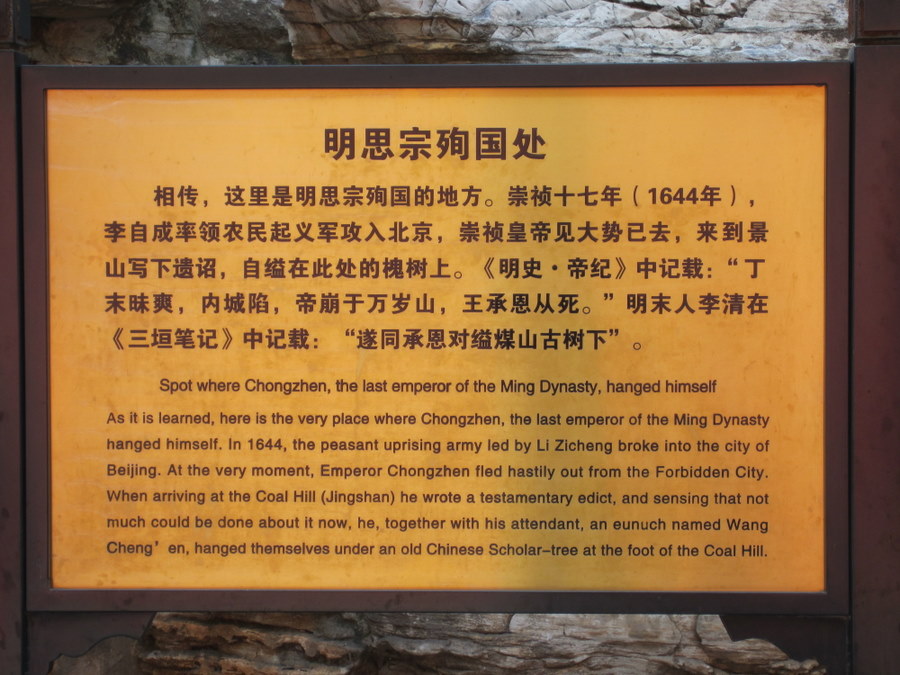 明思宗殉国处
相传，这里是明思宗殉国的地方。崇祯十七年（1644年），
李自成率领农民起义军攻入北京，崇祯皇帝见大势已去，来到景
山写下遗诏，自缢在此处的槐树上。《明史·帝纪》中记载：“丁
末昧爽，内城陷，帝崩于万岁山，王承恩从死。”明末人李清在
《三垣笔记》中记载：“遂同承恩对缢煤山古树下”。
Spot where Chongzhen, the last emperor of the Ming Dynasty, hanged himself
As it is learned, here is the very place where Chongzhen, the last emperor of the Ming Dynasty
hanged himself. In 1644, the peasant uprising army led by Li Zicheng broke into the city of
Beijing. At the very moment, Emperor Chongzhen fled hastily out from the Forbidden City.
When arriving at the Coal Hill (Jingshan) he wrote a testamentary edict, and sensing that not
much could be done about it now, he, together with his attendant, an eunuch named Wang
Cheng’en, hanged themselves under an old Chinese Scholar-tree at the foot of the Coal Hill.